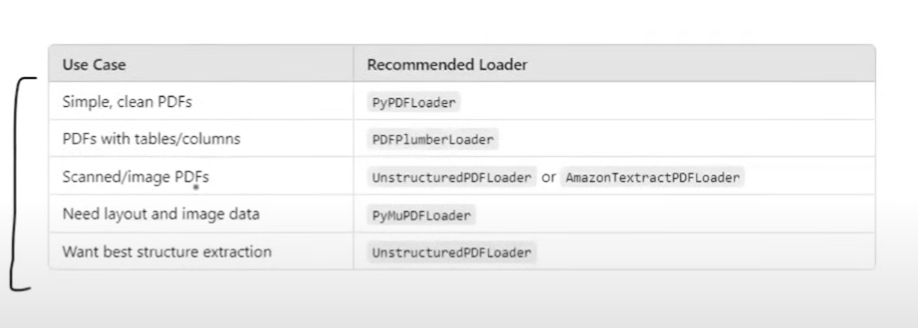 Use Case Recommended Loader
Simple, clean PDFs PyPDFLoader
PDFs with tables/columns PDFPlumberLoader
Scanned/image PDFs UnstructuredPDFLoader or AmazonTextractPDFLoader
Need layout and image data PyMuPDFLoader
Want best structure extraction UnstructuredPDFLoader